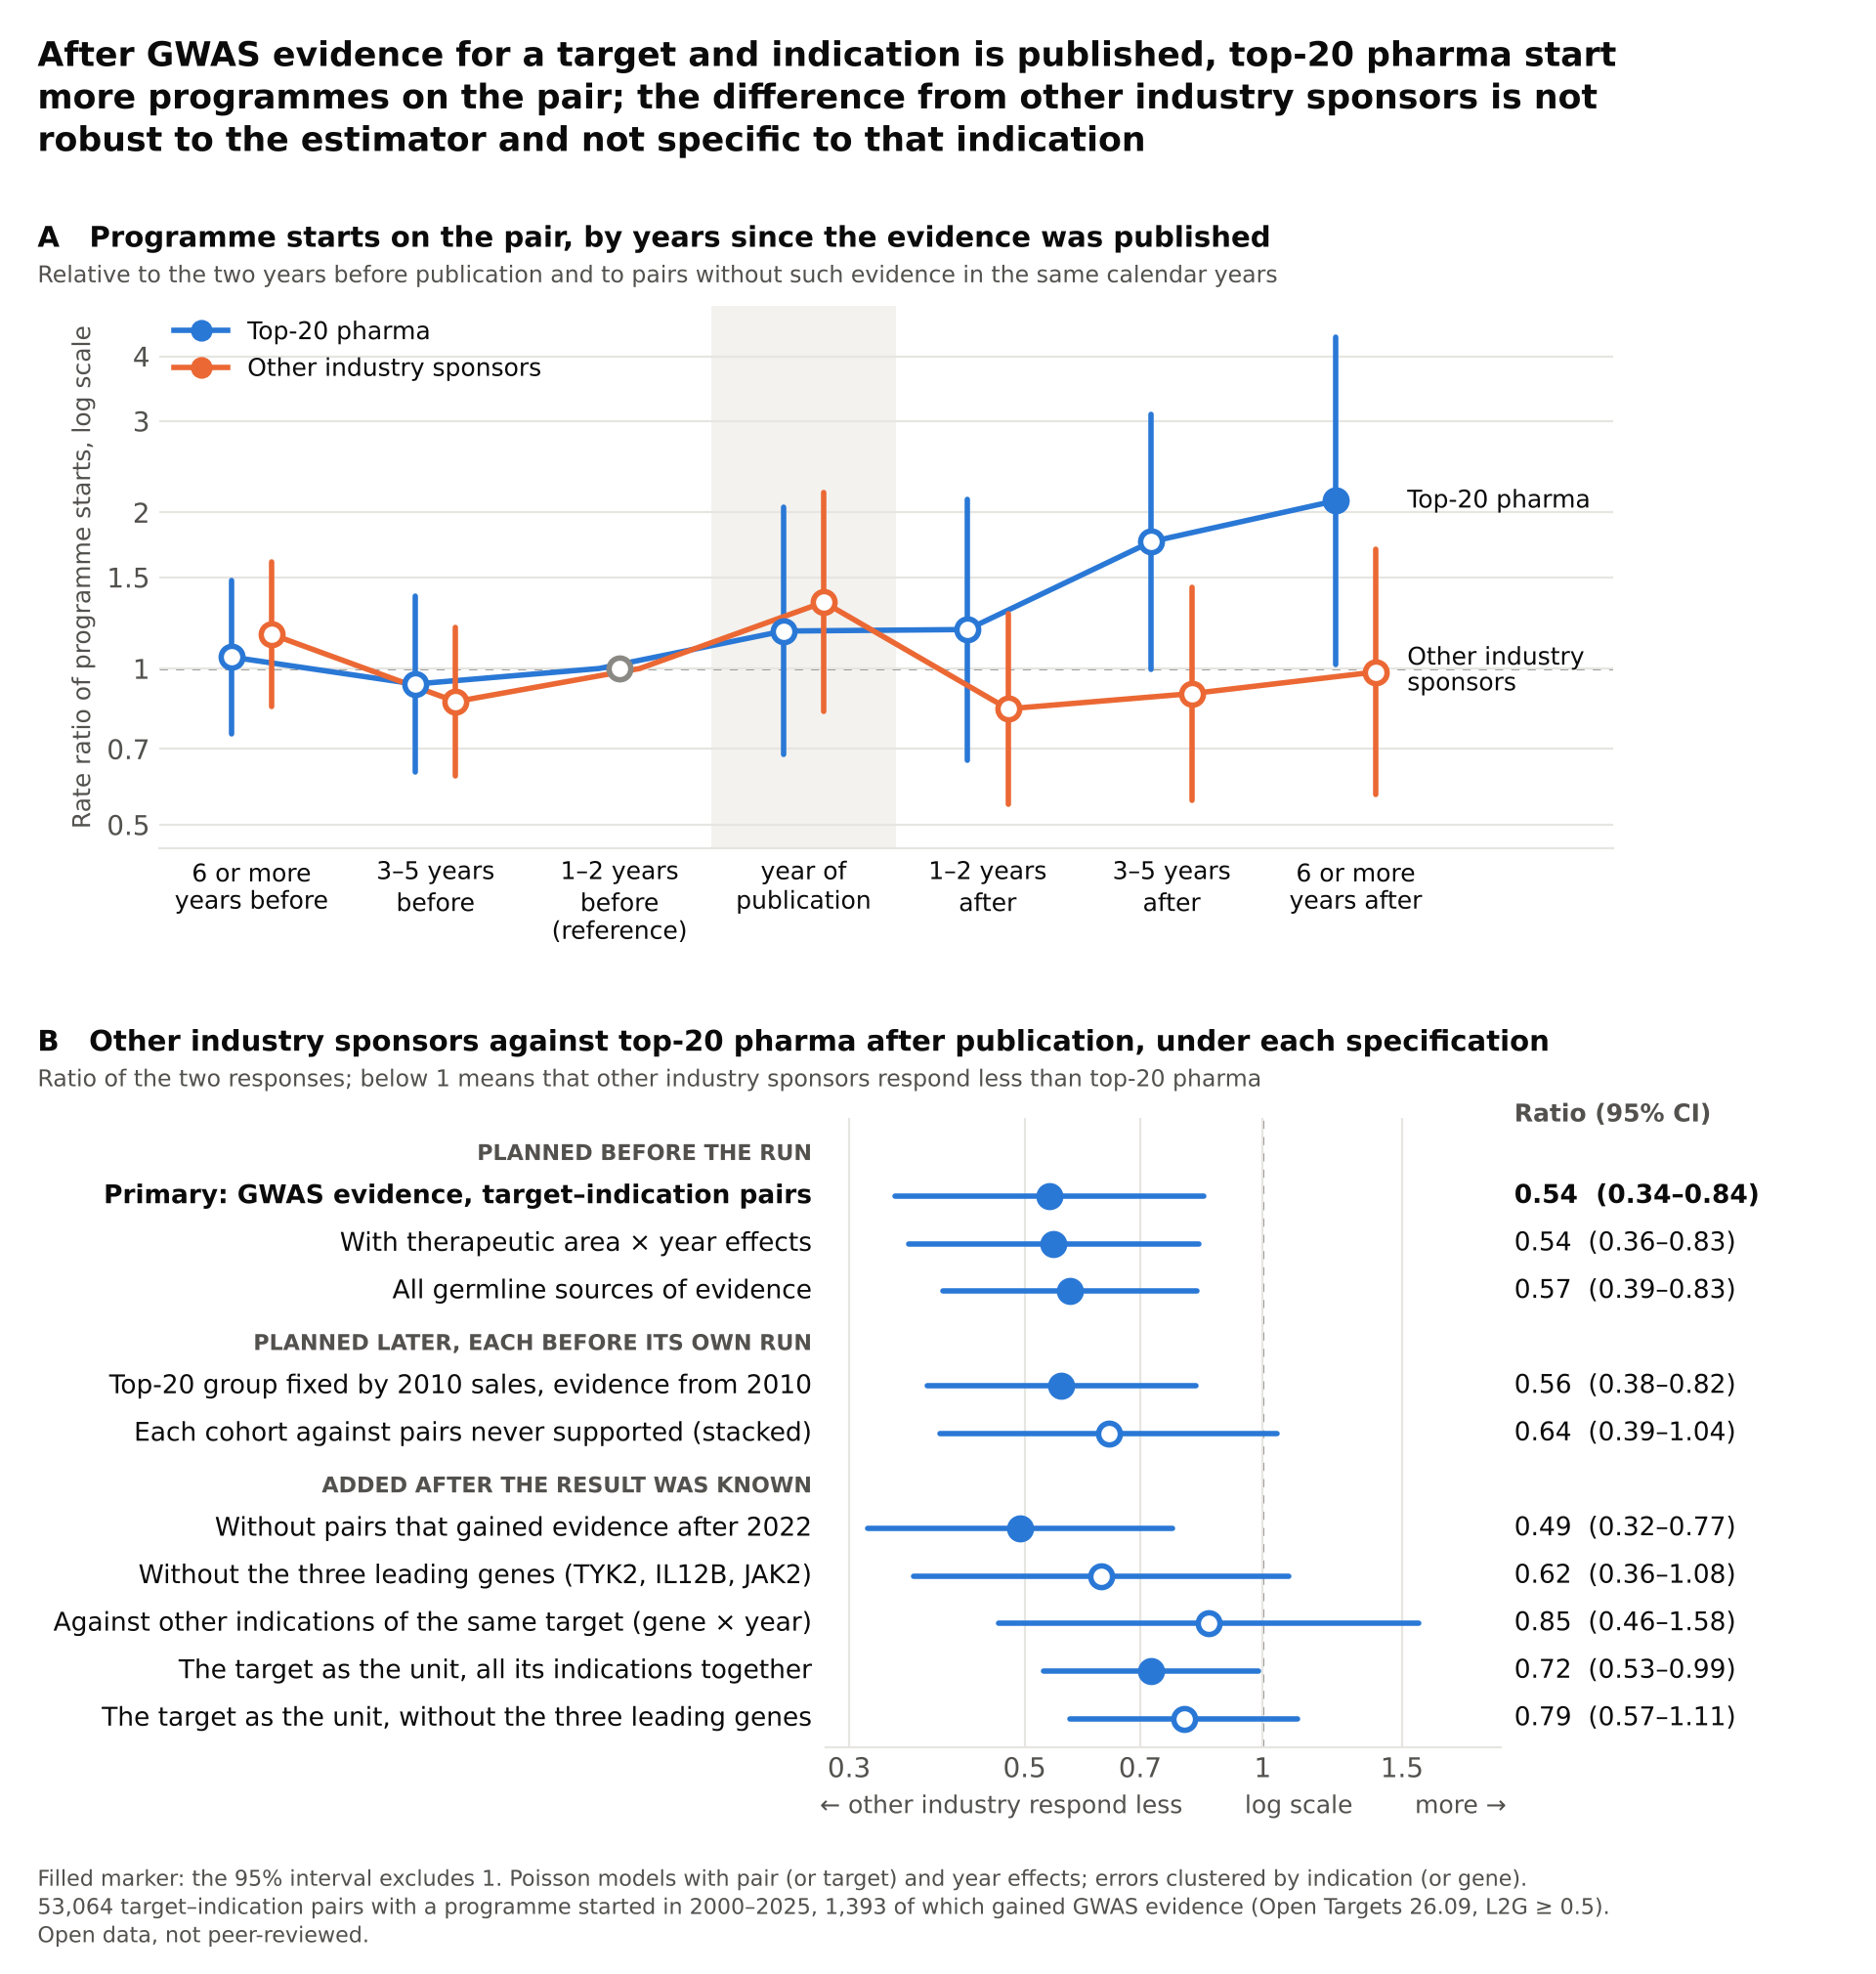 After GWAS evidence for a target and indication is published, top-20 pharma start
more programmes on the pair; the difference from other industry sponsors is not
robust to the estimator and not specific to that indication
A Programme starts on the pair, by years since the evidence was published
Relative to the two years before publication and to pairs without such evidence in the same calendar years
Rate ratio of programme starts, log scale
Top-20 pharma
Other industry sponsors
4
3
2
1.5
1
0.7
0.5
Top-20 pharma
Other industry
sponsors
6 or more
years before
3–5 years
before
1–2 years
before
(reference)
year of
publication
1–2 years
after
3–5 years
after
6 or more
years after
B Other industry sponsors against top-20 pharma after publication, under each specification
Ratio of the two responses; below 1 means that other industry sponsors respond less than top-20 pharma
Ratio (95% CI)
PLANNED BEFORE THE RUN
Primary: GWAS evidence, target–indication pairs 0.54 (0.34–0.84)
With therapeutic area × year effects 0.54 (0.36–0.83)
All germline sources of evidence 0.57 (0.39–0.83)
PLANNED LATER, EACH BEFORE ITS OWN RUN
Top-20 group fixed by 2010 sales, evidence from 2010 0.56 (0.38–0.82)
Each cohort against pairs never supported (stacked) 0.64 (0.39–1.04)
ADDED AFTER THE RESULT WAS KNOWN
Without pairs that gained evidence after 2022 0.49 (0.32–0.77)
Without the three leading genes (TYK2, IL12B, JAK2) 0.62 (0.36–1.08)
Against other indications of the same target (gene × year) 0.85 (0.46–1.58)
The target as the unit, all its indications together 0.72 (0.53–0.99)
The target as the unit, without the three leading genes 0.79 (0.57–1.11)
0.3 0.5 0.7 1 1.5
← other industry respond less log scale more →
Filled marker: the 95% interval excludes 1. Poisson models with pair (or target) and year effects; errors clustered by indication (or gene).
53,064 target–indication pairs with a programme started in 2000–2025, 1,393 of which gained GWAS evidence (Open Targets 26.09, L2G ≥ 0.5).
Open data, not peer-reviewed.